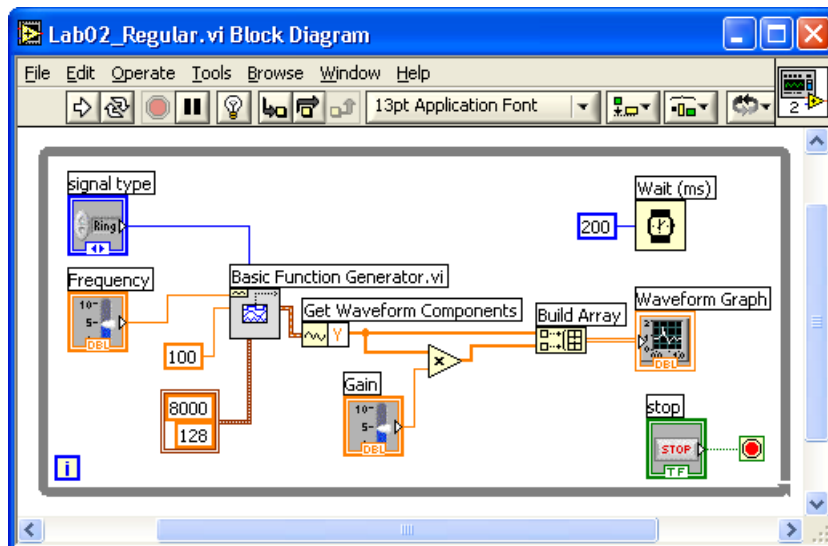 Lab02_Regular.vi Block Diagram
File Edit Operate Tools Browse Window Help
13pt Application Font
2
signal type
Ring
Wait (ms)
200
Frequency
10-
5-
DBL
Basic Function Generator.vi
Get Waveform Components
Y
Build Array
Waveform Graph
DBL
100
x
Gain
10-
5-
DBL
8000
128
stop
STOP
TF
i